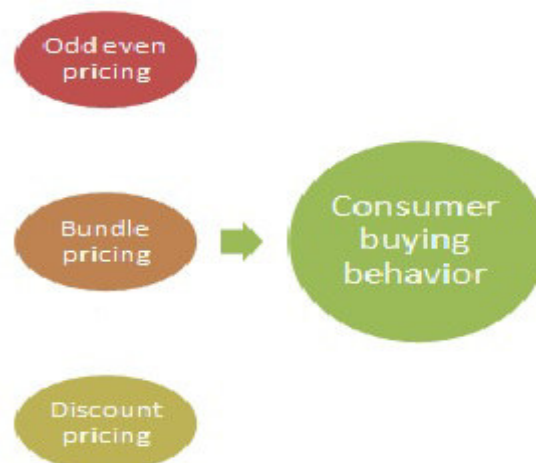 Odd even
pricing
Bundle
pricing
Consumer
buying
behavior
Discount
pricing